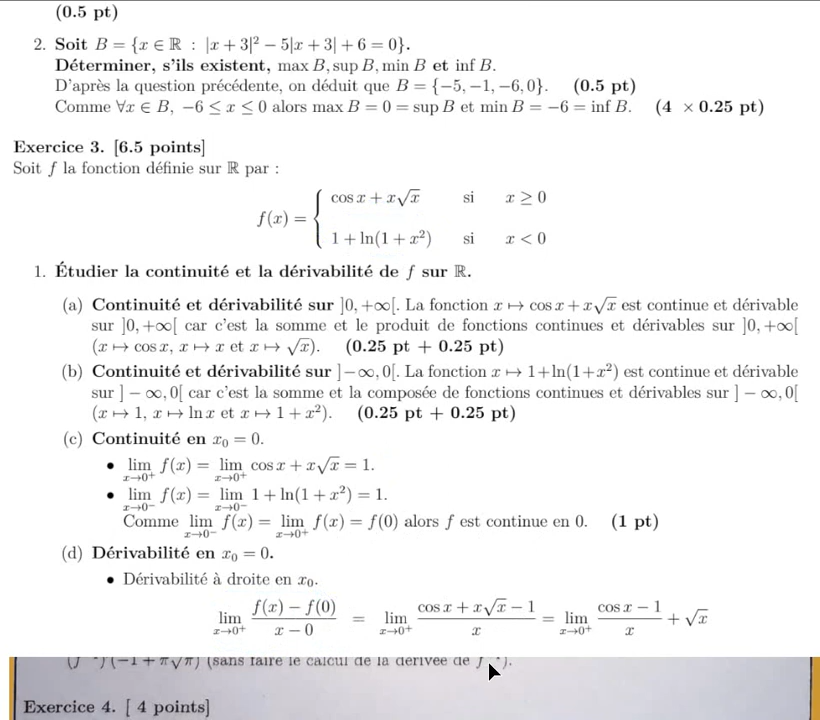 (0.5 pt)
2. Soit B = {x ∈ ℝ : |x + 3|² − 5|x + 3| + 6 = 0}.
Déterminer, s'ils existent, max B, sup B, min B et inf B.
D'après la question précédente, on déduit que B = {−5, −1, −6, 0}. (0.5 pt)
Comme ∀x ∈ B, −6 ≤ x ≤ 0 alors max B = 0 = sup B et min B = −6 = inf B. (4 × 0.25 pt)
Exercice 3. [6.5 points]
Soit f la fonction définie sur ℝ par :
f(x) = { cos x + x√x si x ≥ 0
1 + ln(1 + x²) si x < 0
1. Étudier la continuité et la dérivabilité de f sur ℝ.
(a) Continuité et dérivabilité sur ]0, +∞[. La fonction x ↦ cos x + x√x est continue et dérivable
sur ]0, +∞[ car c'est la somme et le produit de fonctions continues et dérivables sur ]0, +∞[
(x ↦ cos x, x ↦ x et x ↦ √x). (0.25 pt + 0.25 pt)
(b) Continuité et dérivabilité sur ]−∞, 0[. La fonction x ↦ 1+ln(1+x²) est continue et dérivable
sur ] − ∞, 0[ car c'est la somme et la composée de fonctions continues et dérivables sur ] − ∞, 0[
(x ↦ 1, x ↦ ln x et x ↦ 1 + x²). (0.25 pt + 0.25 pt)
(c) Continuité en x₀ = 0.
• lim x→0⁺ f(x) = lim x→0⁺ cos x + x√x = 1.
• lim x→0⁻ f(x) = lim x→0⁻ 1 + ln(1 + x²) = 1.
Comme lim x→0⁻ f(x) = lim x→0⁺ f(x) = f(0) alors f est continue en 0. (1 pt)
(d) Dérivabilité en x₀ = 0.
• Dérivabilité à droite en x₀.
lim x→0⁺ (f(x) − f(0))/(x − 0) = lim x→0⁺ (cos x + x√x − 1)/x = lim x→0⁺ (cos x − 1)/x + √x
)(−1 + π√π) (sans faire le calcul de la dérivée de f
Exercice 4. [ 4 points]